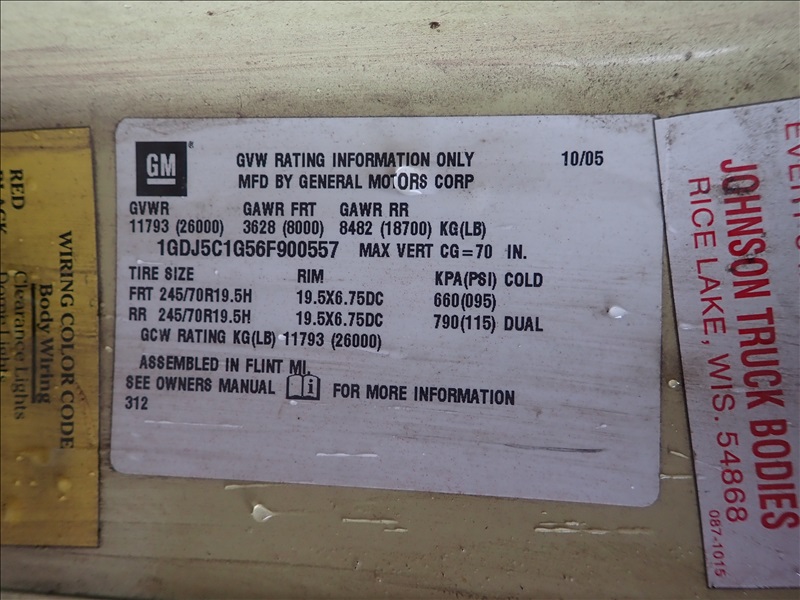 GM
GVW RATING INFORMATION ONLY 10/05
MFD BY GENERAL MOTORS CORP
GVWR GAWR FRT GAWR RR
11793 (26000) 3628 (8000) 8482 (18700) KG(LB)
1GDJ5C1G56F900557 MAX VERT CG=70 IN.
TIRE SIZE RIM KPA(PSI) COLD
FRT 245/70R19.5H 19.5X6.75DC 660(095)
RR 245/70R19.5H 19.5X6.75DC 790(115) DUAL
GCW RATING KG(LB) 11793 (26000)
ASSEMBLED IN FLINT MI.
SEE OWNERS MANUAL i FOR MORE INFORMATION
312
WIRING COLOR CODE
Body Wiring
Clearance Lights
RED
BLACK
JOHNSON TRUCK BODIES
RICE LAKE, WIS. 54868
087-1015